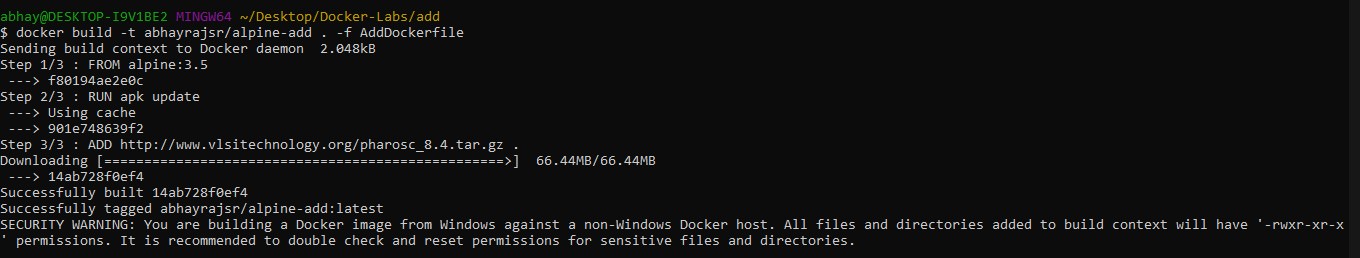 abhay@DESKTOP-I9V1BE2 MINGW64 ~/Desktop/Docker-Labs/add
$ docker build -t abhayrajsr/alpine-add . -f AddDockerfile
Sending build context to Docker daemon  2.048kB
Step 1/3 : FROM alpine:3.5
 ---> f80194ae2e0c
Step 2/3 : RUN apk update
 ---> Using cache
 ---> 901e748639f2
Step 3/3 : ADD http://www.vlsitechnology.org/pharosc_8.4.tar.gz .
Downloading [==================================================>]  66.44MB/66.44MB
 ---> 14ab728f0ef4
Successfully built 14ab728f0ef4
Successfully tagged abhayrajsr/alpine-add:latest
SECURITY WARNING: You are building a Docker image from Windows against a non-Windows Docker host. All files and directories added to build context will have '-rwxr-xr-x
' permissions. It is recommended to double check and reset permissions for sensitive files and directories.